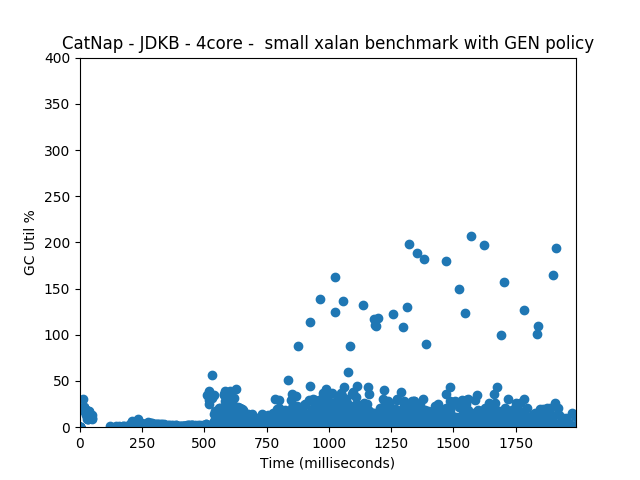 CatNap - JDKB - 4core -  small xalan benchmark with GEN policy
400
350
300
250
200
150
100
50
0
GC Util %
0 250 500 750 1000 1250 1500 1750
Time (milliseconds)